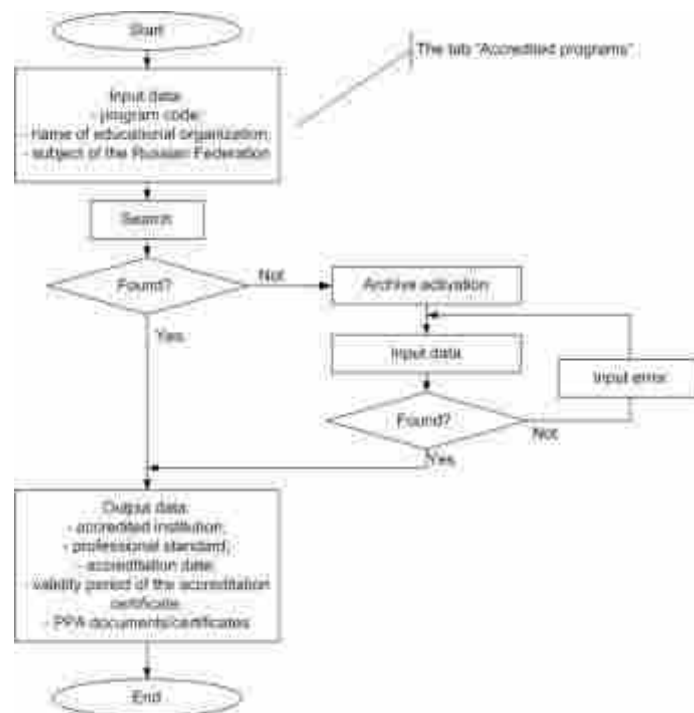 Start
The tab "Accredited programs"
Input data:
- program code;
- name of educational organization;
- subject of the Russian Federation
Search
Found?
Not
Archive activation
Yes
Input data
Input error
Found?
Not
Yes
Output data:
- accredited institution;
- professional standard;
- accreditation date;
validity period of the accreditation
certificate;
- PPA documents/certificates
End